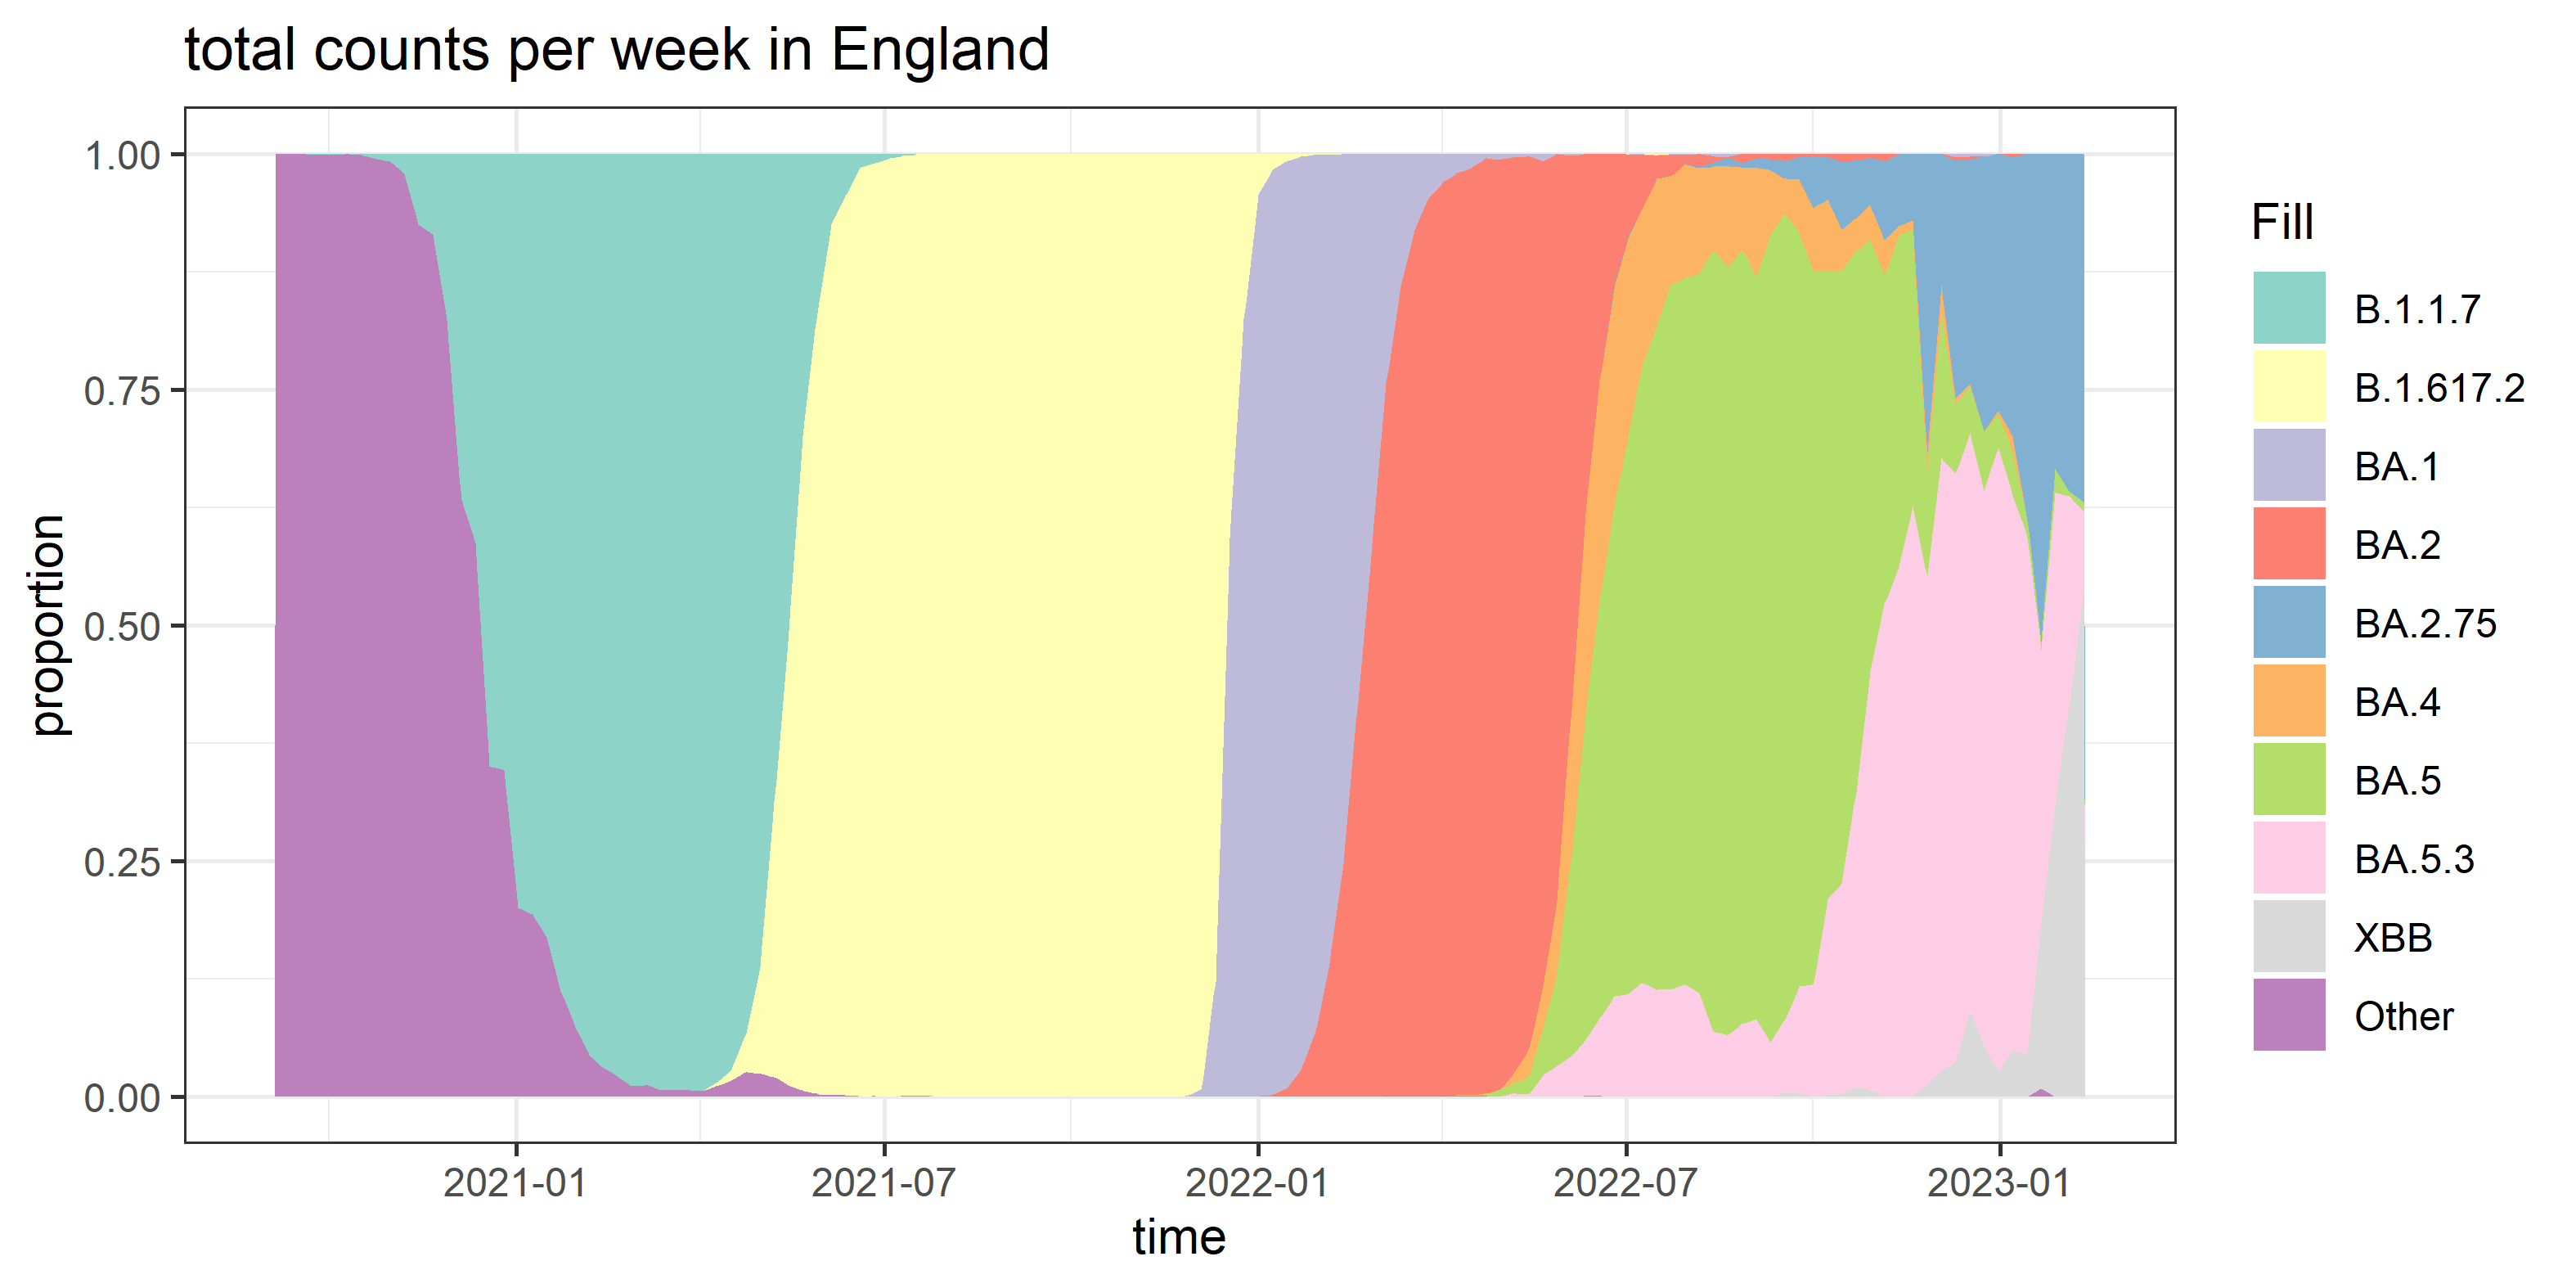 total counts per week in England
proportion
1.00
0.75
0.50
0.25
0.00
2021-01
2021-07
2022-01
2022-07
2023-01
time
Fill
B.1.1.7
B.1.617.2
BA.1
BA.2
BA.2.75
BA.4
BA.5
BA.5.3
XBB
Other